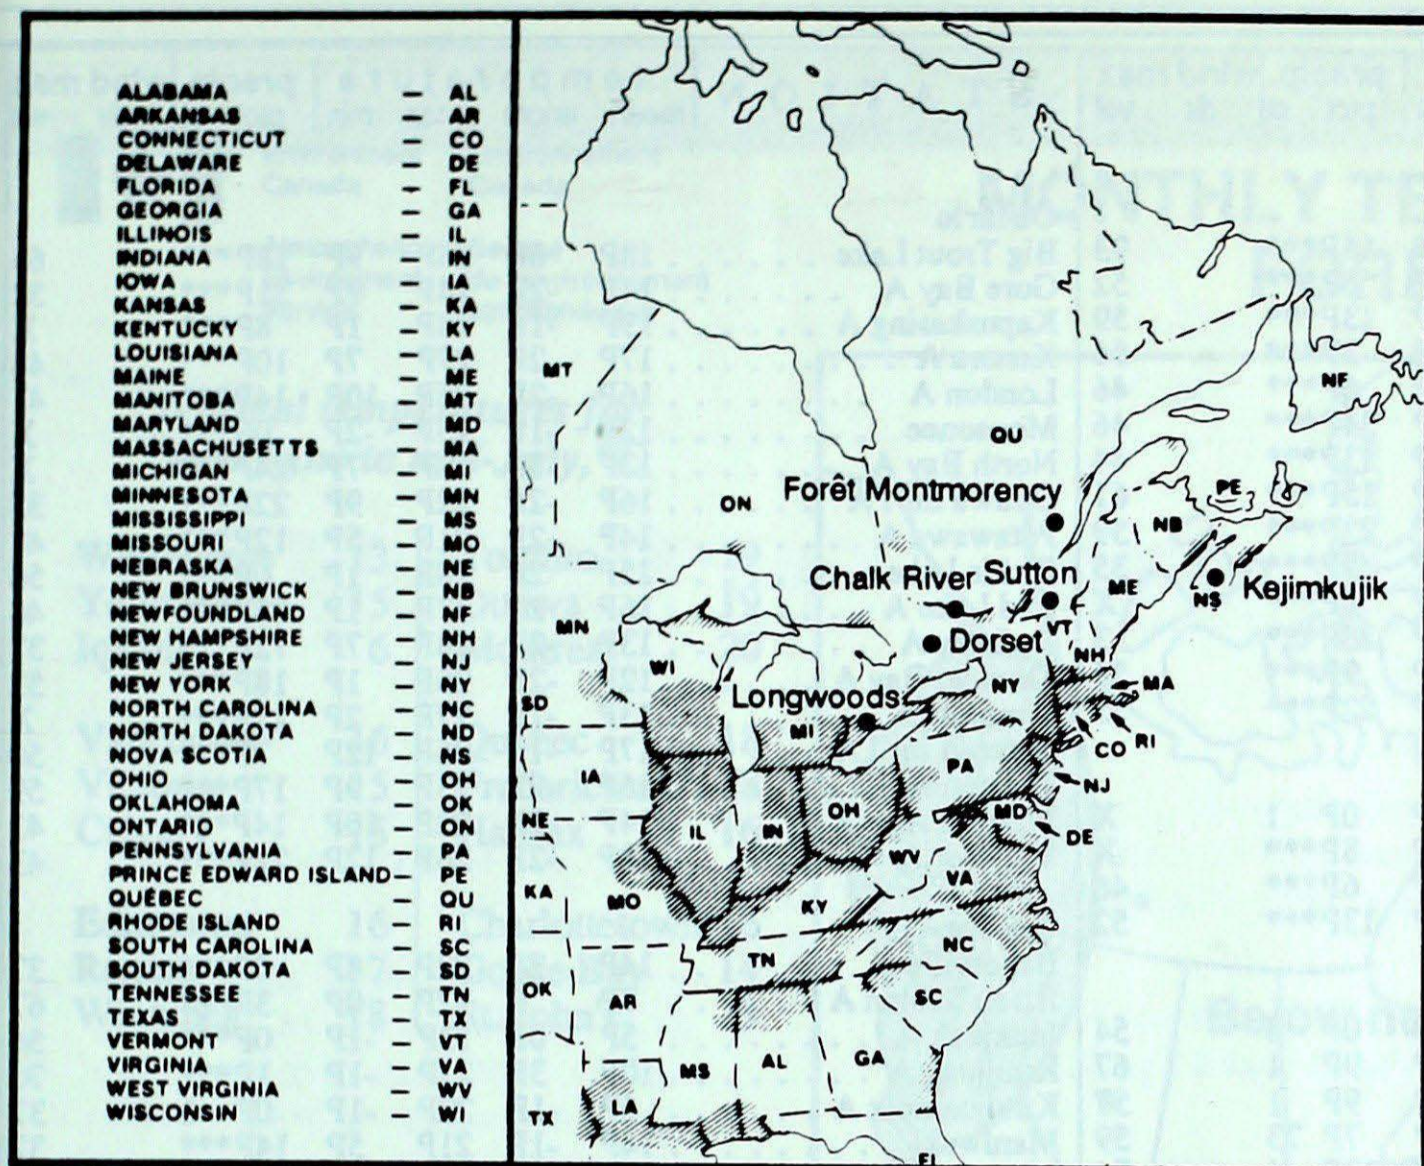 ALABAMA – AL
ARKANSAS – AR
CONNECTICUT – CO
DELAWARE – DE
FLORIDA – FL
GEORGIA – GA
ILLINOIS – IL
INDIANA – IN
IOWA – IA
KANSAS – KA
KENTUCKY – KY
LOUISIANA – LA
MAINE – ME
MANITOBA – MT
MARYLAND – MD
MASSACHUSETTS – MA
MICHIGAN – MI
MINNESOTA – MN
MISSISSIPPI – MS
MISSOURI – MO
NEBRASKA – NE
NEW BRUNSWICK – NB
NEWFOUNDLAND – NF
NEW HAMPSHIRE – NH
NEW JERSEY – NJ
NEW YORK – NY
NORTH CAROLINA – NC
NORTH DAKOTA – ND
NOVA SCOTIA – NS
OHIO – OH
OKLAHOMA – OK
ONTARIO – ON
PENNSYLVANIA – PA
PRINCE EDWARD ISLAND – PE
QUÉBEC – QU
RHODE ISLAND – RI
SOUTH CAROLINA – SC
SOUTH DAKOTA – SD
TENNESSEE – TN
TEXAS – TX
VERMONT – VT
VIRGINIA – VA
WEST VIRGINIA – WV
WISCONSIN – WI
MT
NF
QU
ON
Forêt Montmorency
PE
NB
Chalk River
Sutton
ME
NS
Kejimkujik
MN
Dorset
VT
NH
WI
NY
MA
SD
Longwoods
MI
CO
RI
IA
PA
NJ
NE
IL
IN
OH
MD
DE
WV
VA
KA
MO
KY
NC
TN
OK
AR
SC
MS
AL
GA
LA
TX
FL